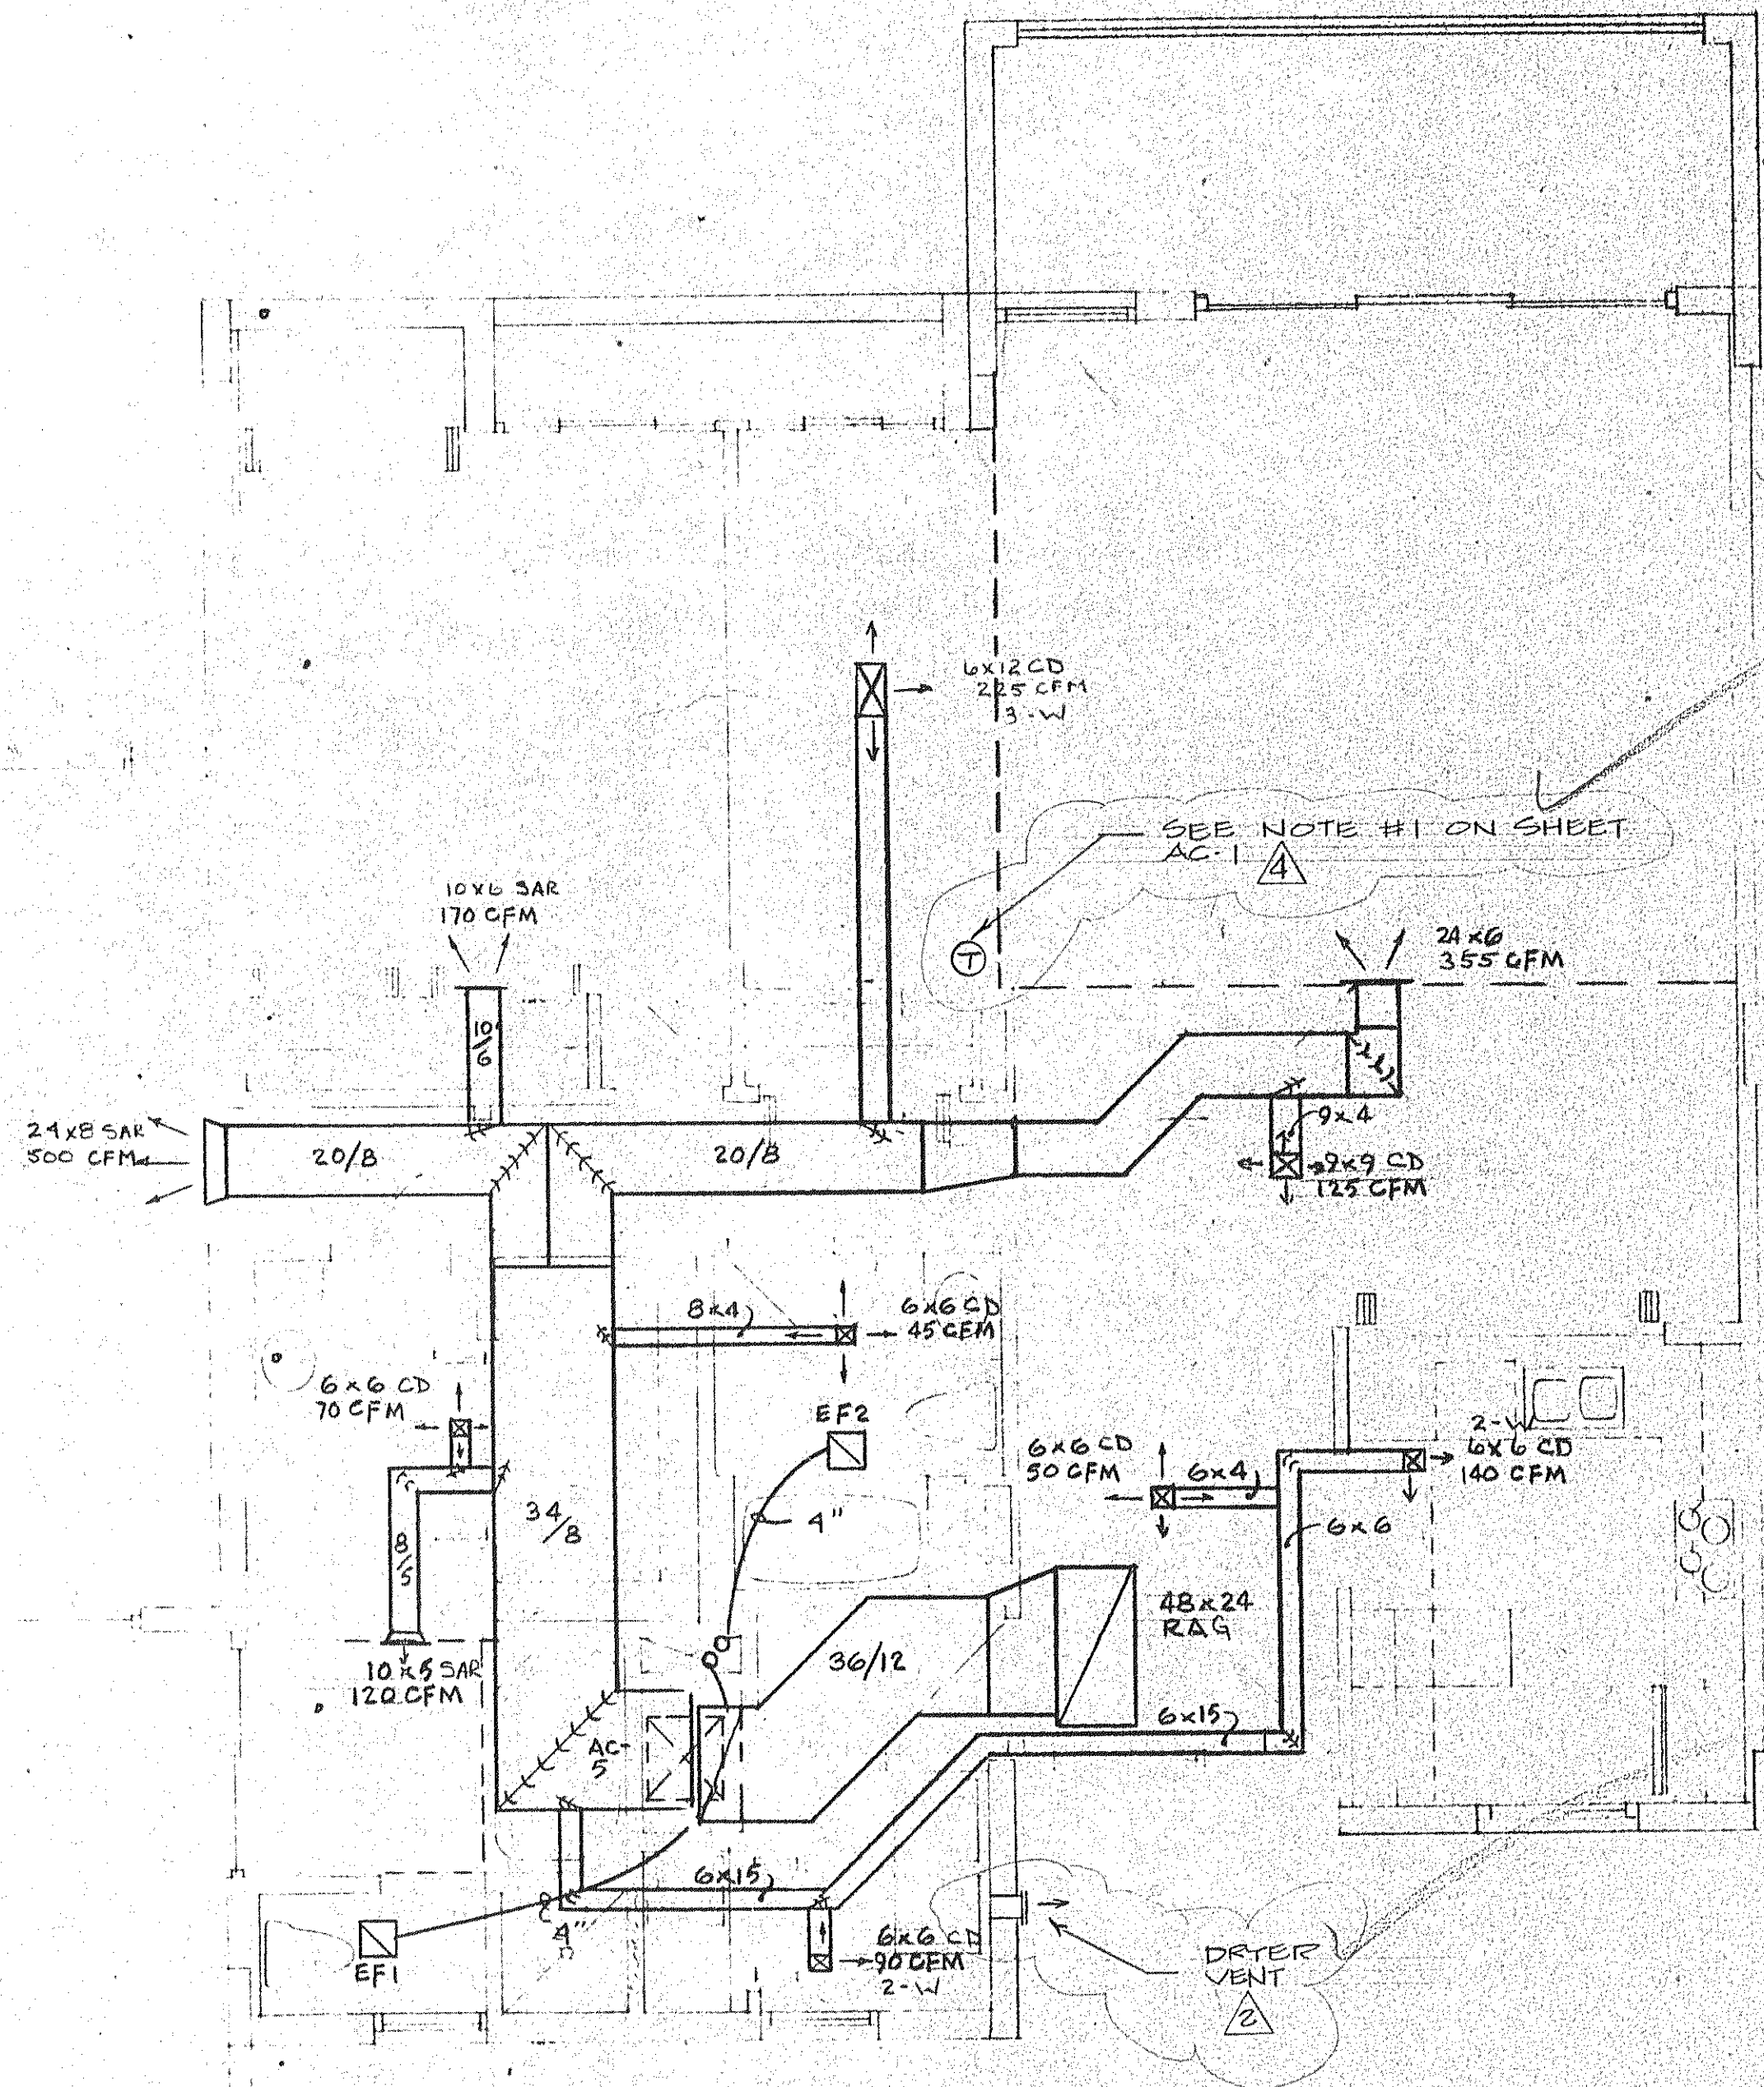 6x12 CD
225 CFM
3-W
SEE NOTE #1 ON SHEET
AC-1 4
10x6 SAR
170 CFM
T
24x6
355 CFM
10/6
24x8 SAR
500 CFM
20/8
20/8
9x4
9x9 CD
125 CFM
8x4
6x6 CD
45 CFM
6x6 CD
70 CFM
EF2
6x6 CD
50 CFM
6x4
2-W
6x6 CD
140 CFM
4"
34/8
6x6
8/5
48x24
RAG
36/12
10x5 SAR
120 CFM
AC-
5
6x15
6x15
4"
EF1
6x6 CD
90 CFM
2-W
DRYER
VENT
2